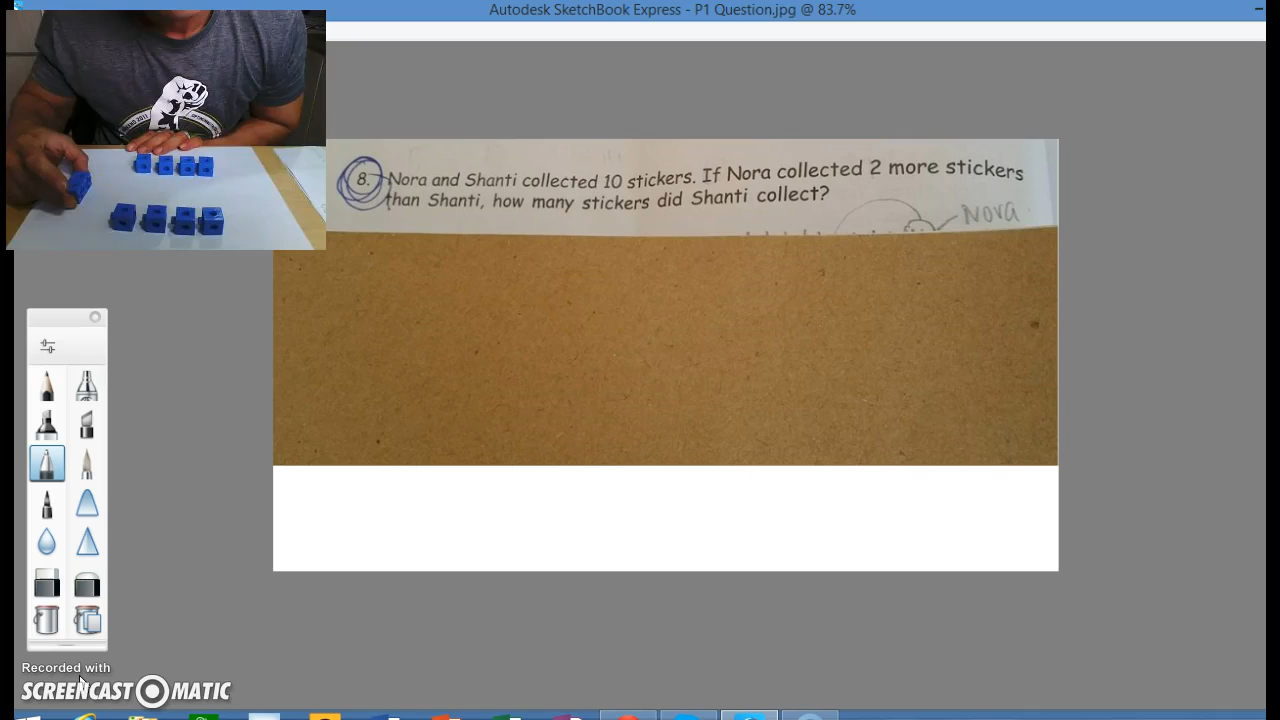 Autodesk SketchBook Express - P1 Question.jpg @ 83.7%
8. Nora and Shanti collected 10 stickers. If Nora collected 2 more stickers
than Shanti, how many stickers did Shanti collect?
Nora
Recorded with
SCREENCAST MATIC